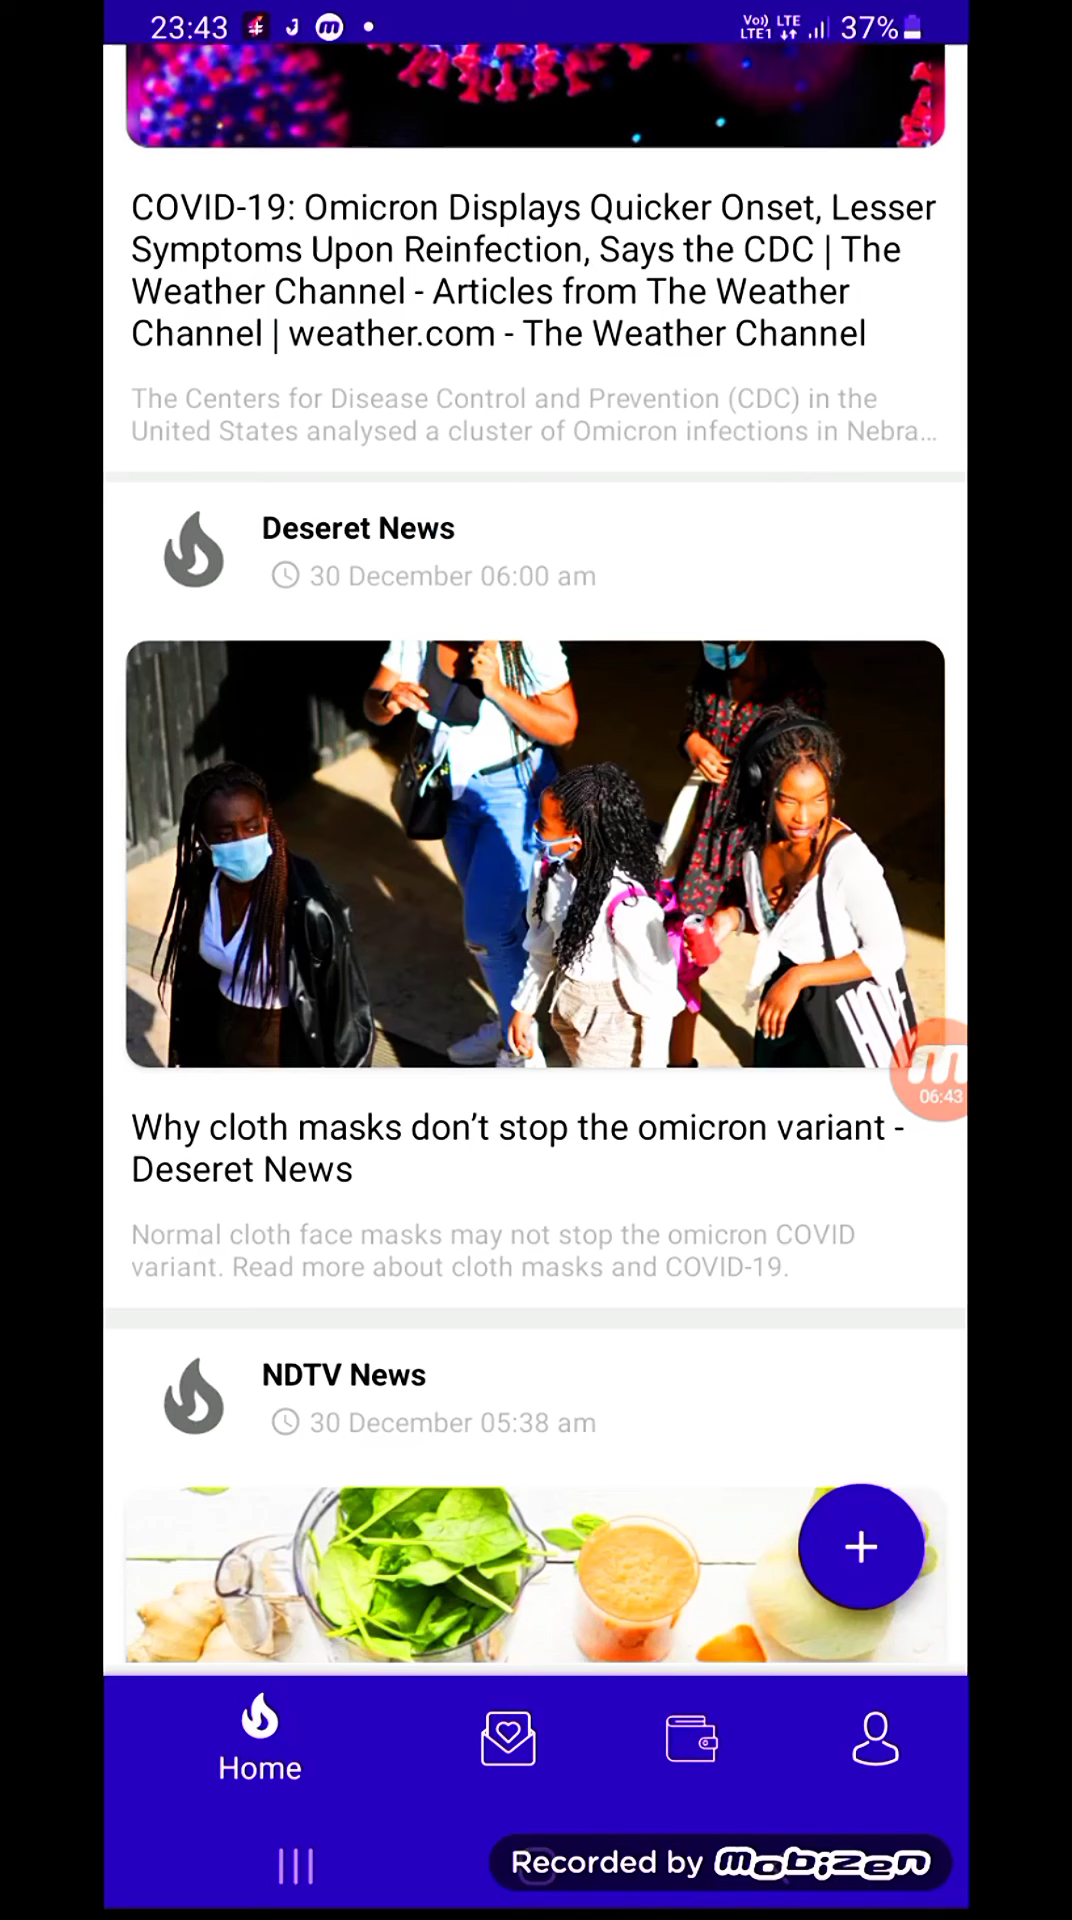 23:43
Vo)) LTE
LTE1
37%
COVID-19: Omicron Displays Quicker Onset, Lesser
Symptoms Upon Reinfection, Says the CDC | The
Weather Channel - Articles from The Weather
Channel | weather.com - The Weather Channel
The Centers for Disease Control and Prevention (CDC) in the
United States analysed a cluster of Omicron infections in Nebra...
Deseret News
30 December 06:00 am
HOPE
06:43
Why cloth masks don’t stop the omicron variant -
Deseret News
Normal cloth face masks may not stop the omicron COVID
variant. Read more about cloth masks and COVID-19.
NDTV News
30 December 05:38 am
+
Home
Recorded by mobizen